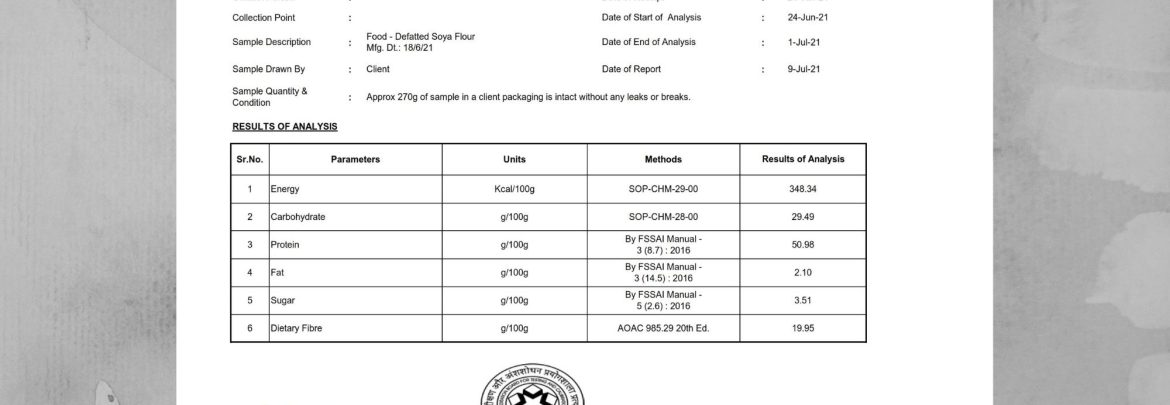 Collection Point : Date of Start of Analysis : 24-Jun-21
Sample Description : Food - Defatted Soya Flour
Mfg. Dt.: 18/6/21 Date of End of Analysis : 1-Jul-21
Sample Drawn By : Client Date of Report : 9-Jul-21
Sample Quantity &
Condition : Approx 270g of sample in a client packaging is intact without any leaks or breaks.
RESULTS OF ANALYSIS
Sr.No. Parameters Units Methods Results of Analysis
1 Energy Kcal/100g SOP-CHM-29-00 348.34
2 Carbohydrate g/100g SOP-CHM-28-00 29.49
3 Protein g/100g By FSSAI Manual -
3 (8.7) : 2016 50.98
4 Fat g/100g By FSSAI Manual -
3 (14.5) : 2016 2.10
5 Sugar g/100g By FSSAI Manual -
5 (2.6) : 2016 3.51
6 Dietary Fibre g/100g AOAC 985.29 20th Ed. 19.95
और अंशशोधन प्रयोगशाला